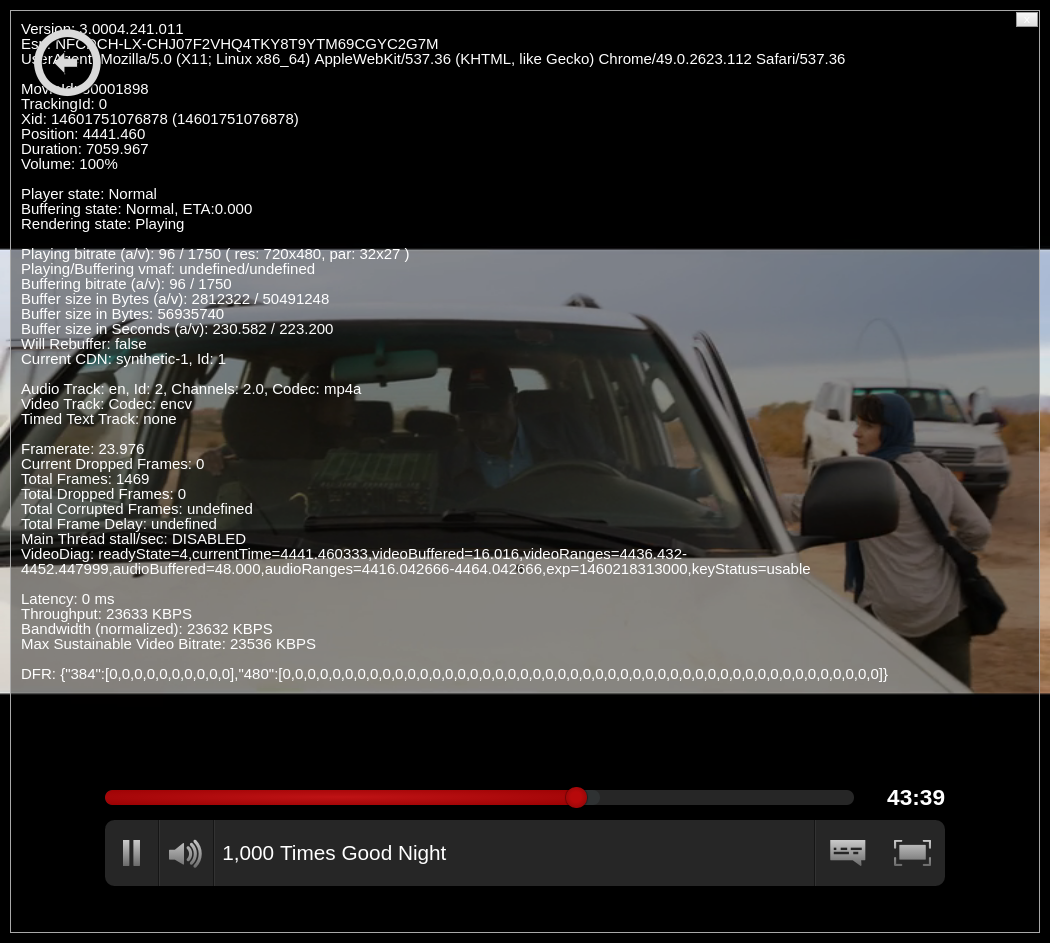 Version: 3.0004.241.011
Esn: NFCDCH-LX-CHJ07F2VHQ4TKY8T9YTM69CGYC2G7M
UserAgent: Mozilla/5.0 (X11; Linux x86_64) AppleWebKit/537.36 (KHTML, like Gecko) Chrome/49.0.2623.112 Safari/537.36
MovieId: 80001898
TrackingId: 0
Xid: 14601751076878 (14601751076878)
Position: 4441.460
Duration: 7059.967
Volume: 100%
Player state: Normal
Buffering state: Normal, ETA:0.000
Rendering state: Playing
Playing bitrate (a/v): 96 / 1750 ( res: 720x480, par: 32x27 )
Playing/Buffering vmaf: undefined/undefined
Buffering bitrate (a/v): 96 / 1750
Buffer size in Bytes (a/v): 2812322 / 50491248
Buffer size in Bytes: 56935740
Buffer size in Seconds (a/v): 230.582 / 223.200
Will Rebuffer: false
Current CDN: synthetic-1, Id: 1
Audio Track: en, Id: 2, Channels: 2.0, Codec: mp4a
Video Track: Codec: encv
Timed Text Track: none
Framerate: 23.976
Current Dropped Frames: 0
Total Frames: 1469
Total Dropped Frames: 0
Total Corrupted Frames: undefined
Total Frame Delay: undefined
Main Thread stall/sec: DISABLED
VideoDiag: readyState=4,currentTime=4441.460333,videoBuffered=16.016,videoRanges=4436.432-
4452.447999,audioBuffered=48.000,audioRanges=4416.042666-4464.042666,exp=1460218313000,keyStatus=usable
Latency: 0 ms
Throughput: 23633 KBPS
Bandwidth (normalized): 23632 KBPS
Max Sustainable Video Bitrate: 23536 KBPS
DFR: {"384":[0,0,0,0,0,0,0,0,0,0],"480":[0,0,0,0,0,0,0,0,0,0,0,0,0,0,0,0,0,0,0,0,0,0,0,0,0,0,0,0,0,0,0,0,0,0,0,0,0,0,0,0,0,0,0,0,0,0,0,0]}
43:39
1,000 Times Good Night